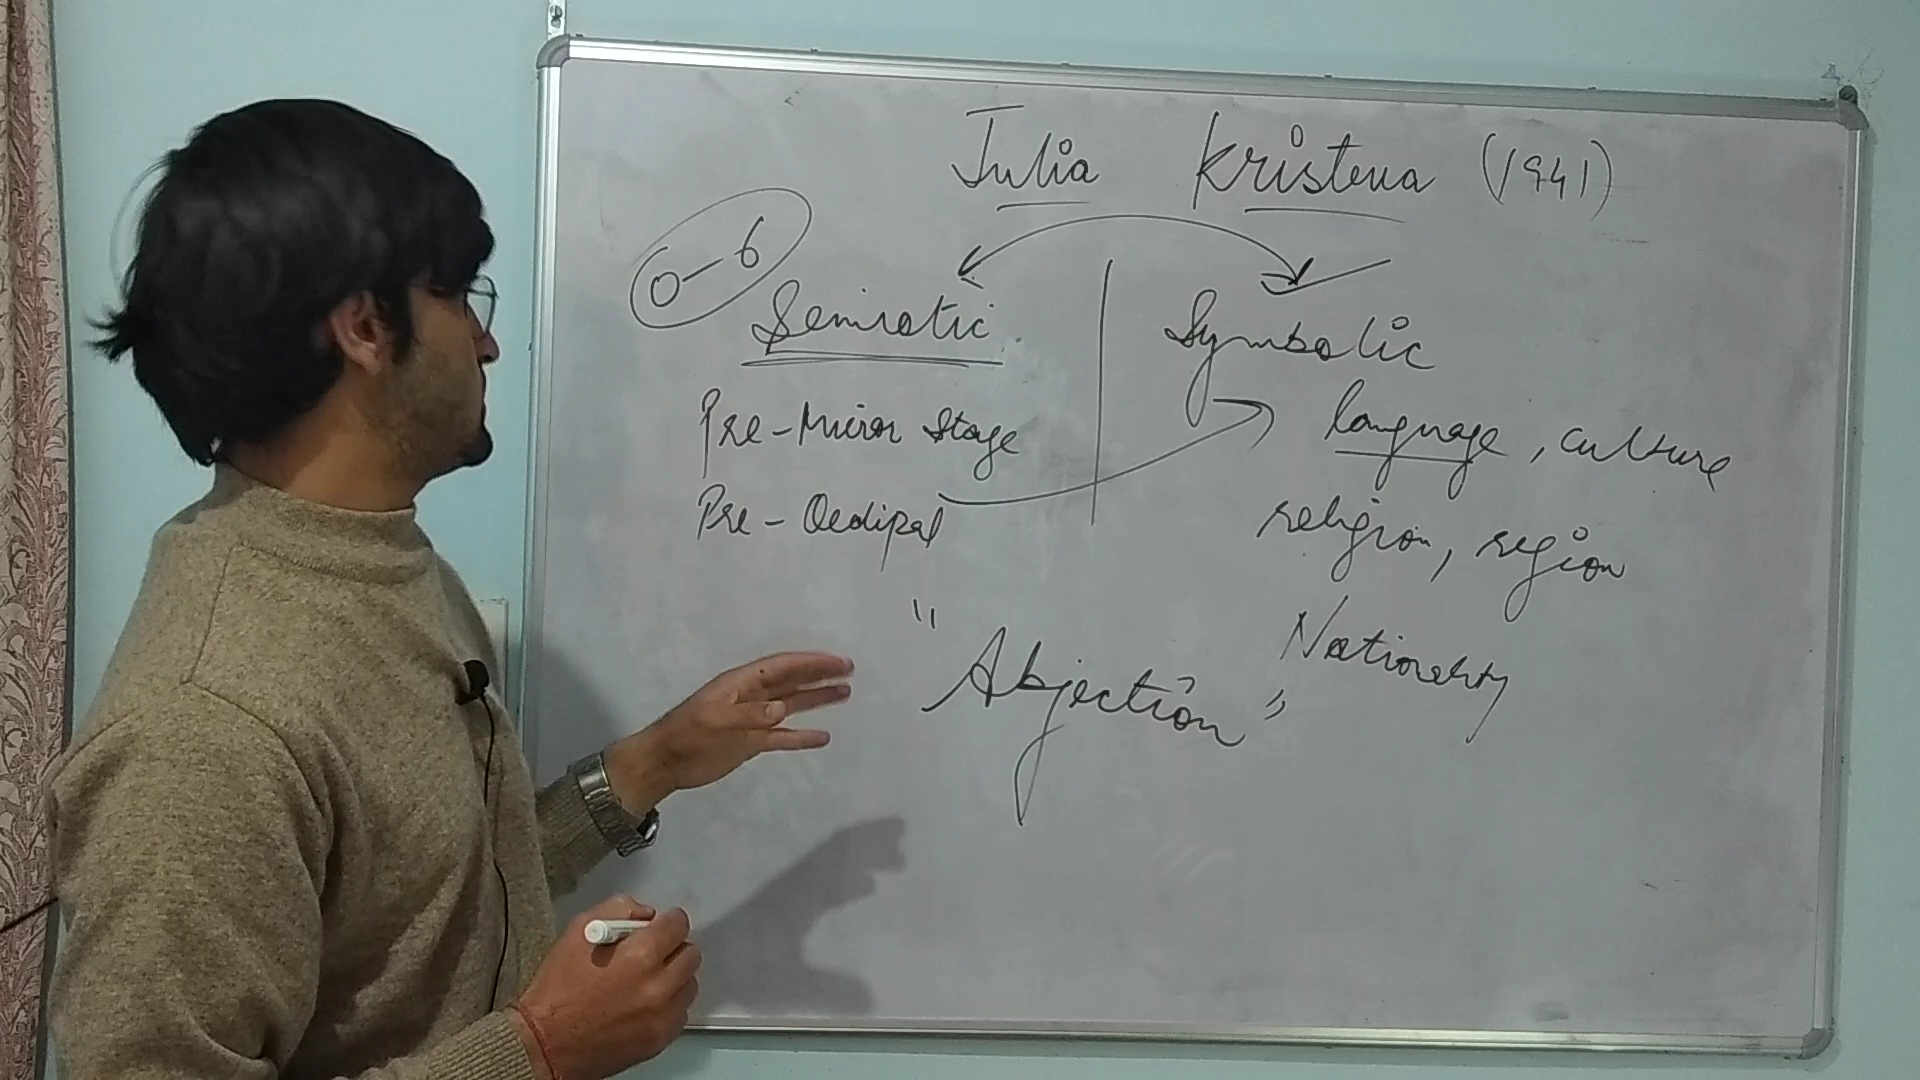 Julia Kristeva (1941)
0-6
Semiotic
Symbolic
Pre-Mirror Stage
Pre-Oedipal
language, culture
religion, region
Nationality
"Abjection"